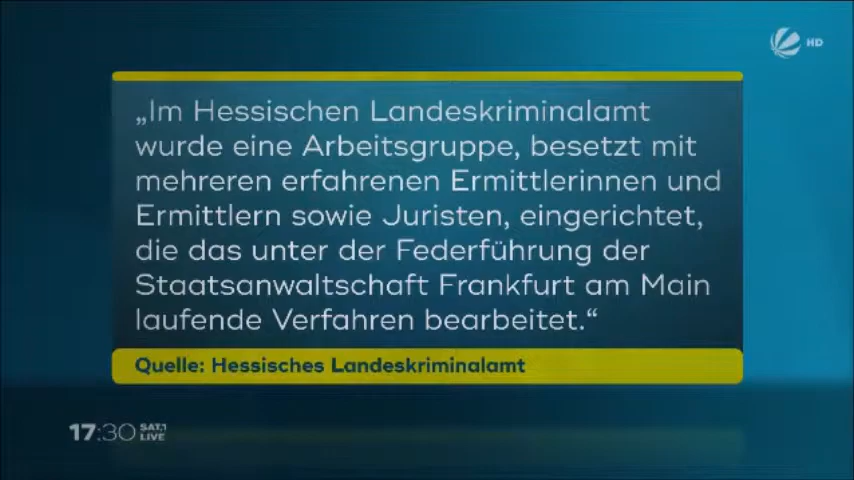 HD
„Im Hessischen Landeskriminalamt
wurde eine Arbeitsgruppe, besetzt mit
mehreren erfahrenen Ermittlerinnen und
Ermittlern sowie Juristen, eingerichtet,
die das unter der Federführung der
Staatsanwaltschaft Frankfurt am Main
laufende Verfahren bearbeitet.“
Quelle: Hessisches Landeskriminalamt
17:30 SAT.1
LIVE